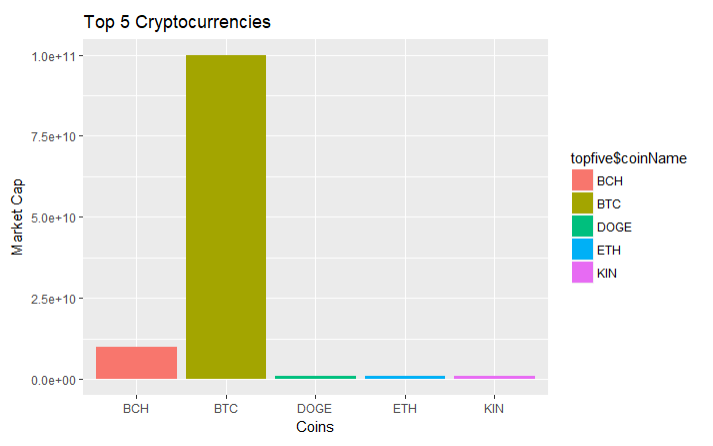 Top 5 Cryptocurrencies
1.0e+11
7.5e+10
5.0e+10
2.5e+10
0.0e+00
Market Cap
BCH
BTC
DOGE
ETH
KIN
Coins
topfive$coinName
BCH
BTC
DOGE
ETH
KIN